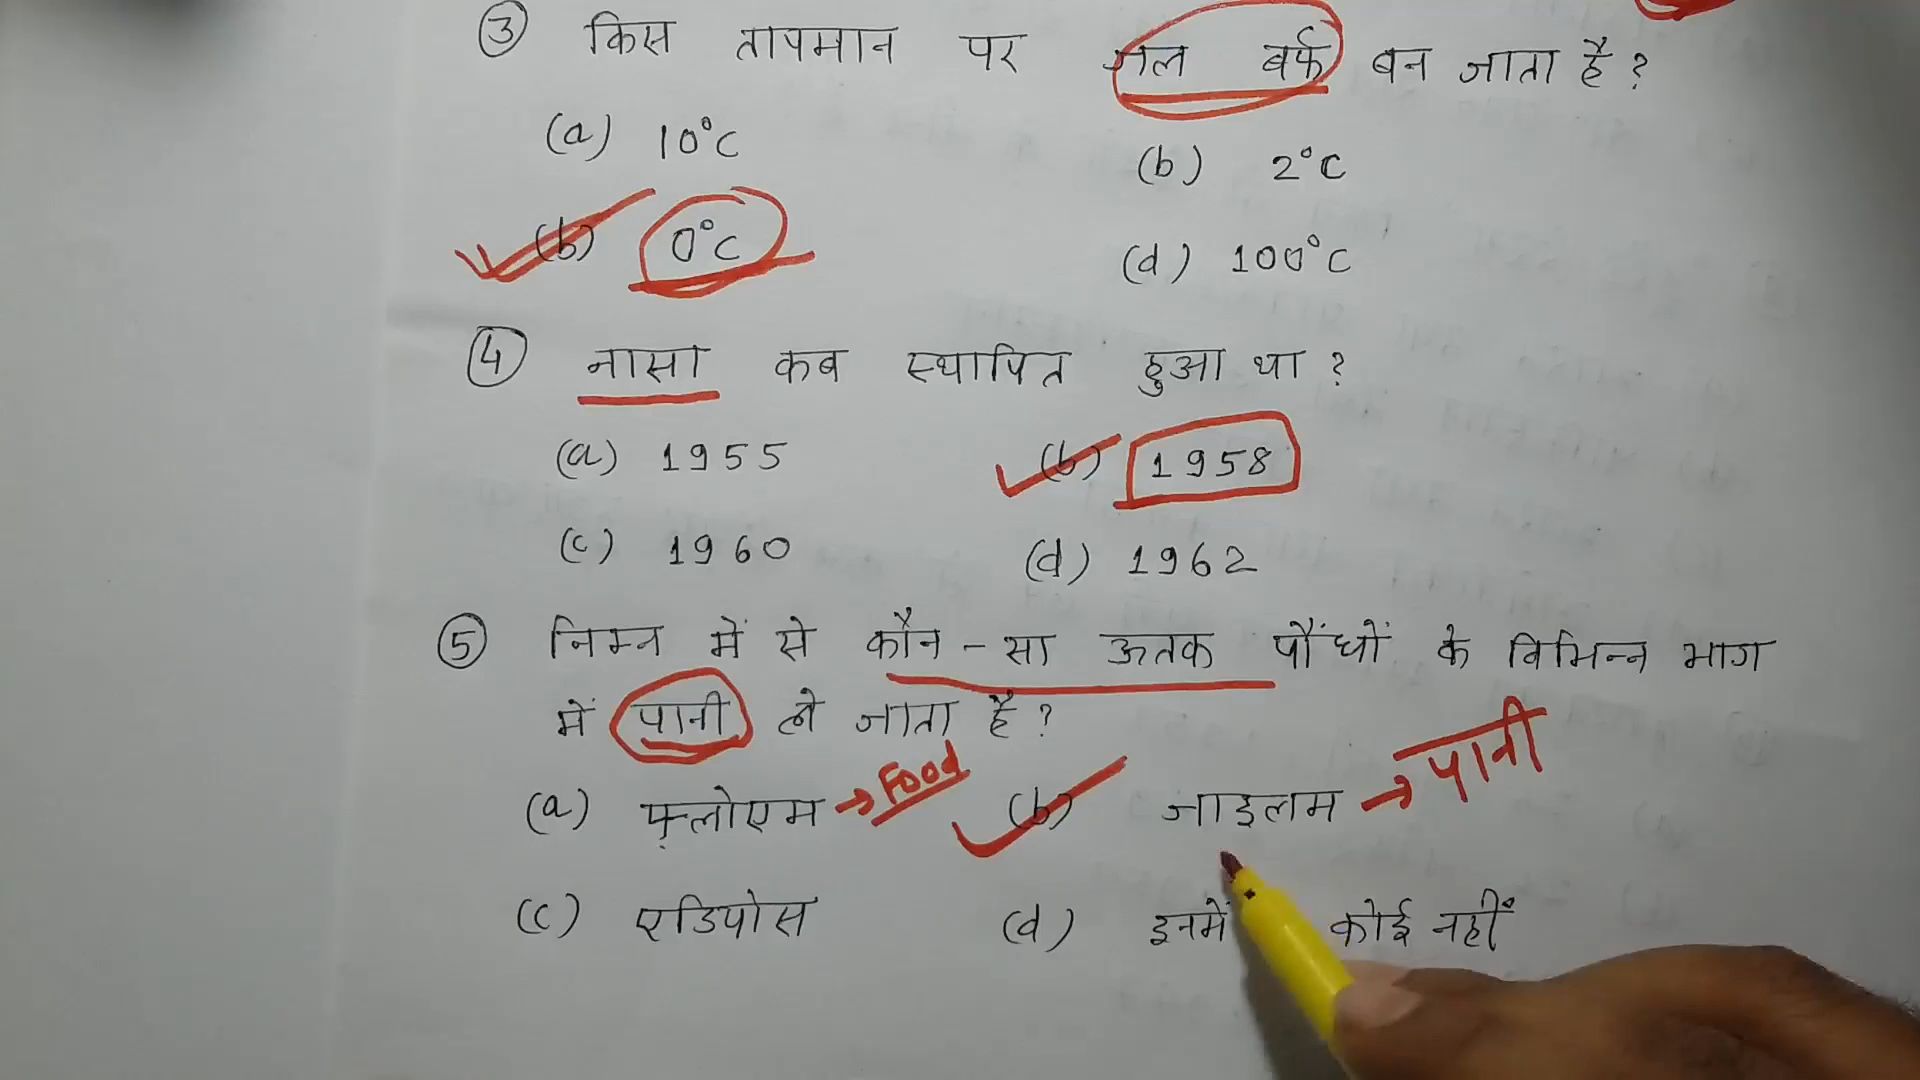 ③ किस तापमान पर जल बर्फ बन जाता है ?
(a) 10°C (b) 2°C
(b) 0°C (d) 100°C
④ नासा कब स्थापित हुआ था ?
(a) 1955 (b) 1958
(c) 1960 (d) 1962
⑤ निम्न में से कौन - सा ऊतक पौंधों के विभिन्न भाग
में पानी ले जाता है ?
(a) फ़्लोएम → Food (b) जाइलम → पानी
(c) एडिपोस (d) इनमें कोई नहीं